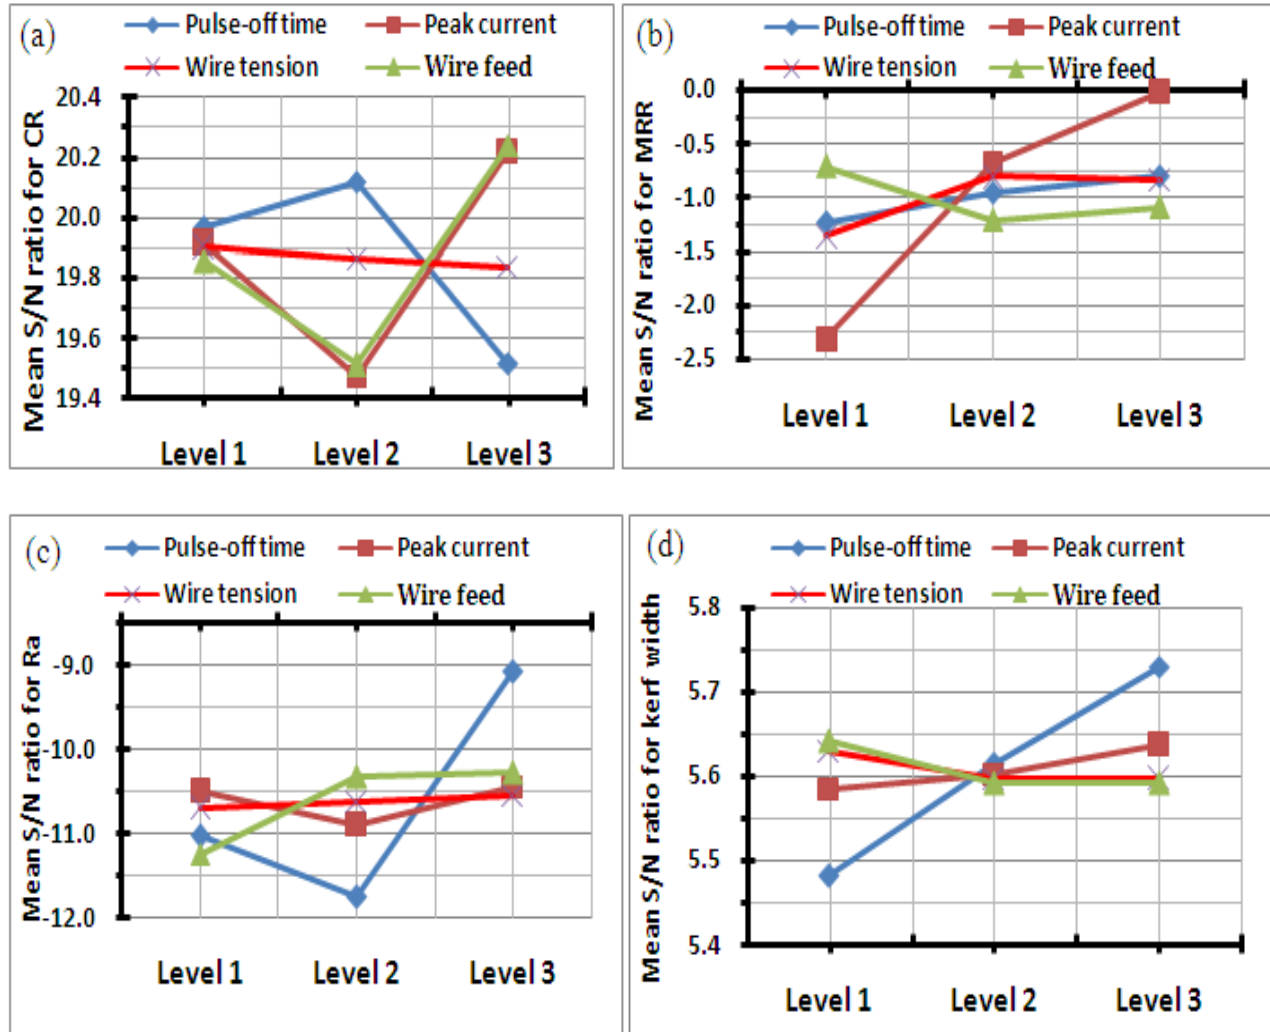 (a)
Pulse-off time
Peak current
Wire tension
Wire feed
Mean S/N ratio for CR
20.4
20.2
20.0
19.8
19.6
19.4
Level 1
Level 2
Level 3
(b)
Pulse-off time
Peak current
Wire tension
Wire feed
Mean S/N ratio for MRR
0.0
-0.5
-1.0
-1.5
-2.0
-2.5
Level 1
Level 2
Level 3
(c)
Pulse-off time
Peak current
Wire tension
Wire feed
Mean S/N ratio for Ra
-9.0
-10.0
-11.0
-12.0
Level 1
Level 2
Level 3
(d)
Pulse-off time
Peak current
Wire tension
Wire feed
Mean S/N ratio for kerf width
5.8
5.7
5.6
5.5
5.4
Level 1
Level 2
Level 3